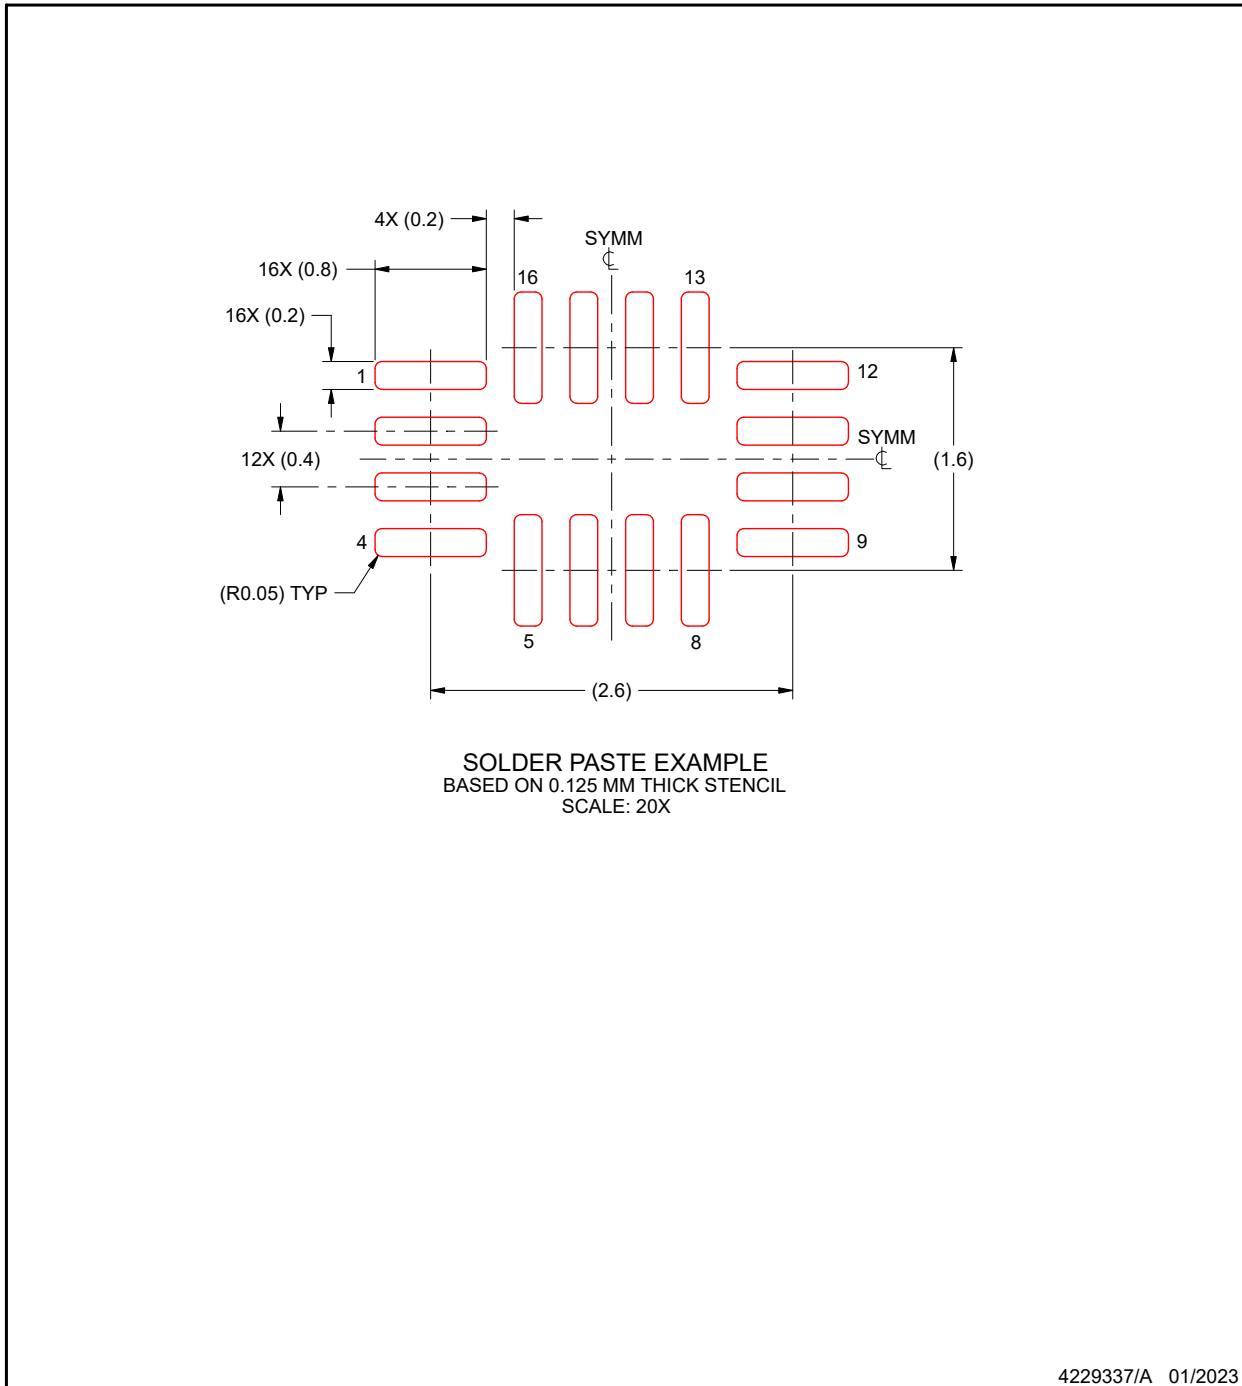 4X (0.2)
SYMM
16X (0.8)
16
13
16X (0.2)
1
12
SYMM
12X (0.4)
(1.6)
4
9
(R0.05) TYP
5
8
(2.6)
SOLDER PASTE EXAMPLE
BASED ON 0.125 MM THICK STENCIL
SCALE: 20X
4229337/A 01/2023